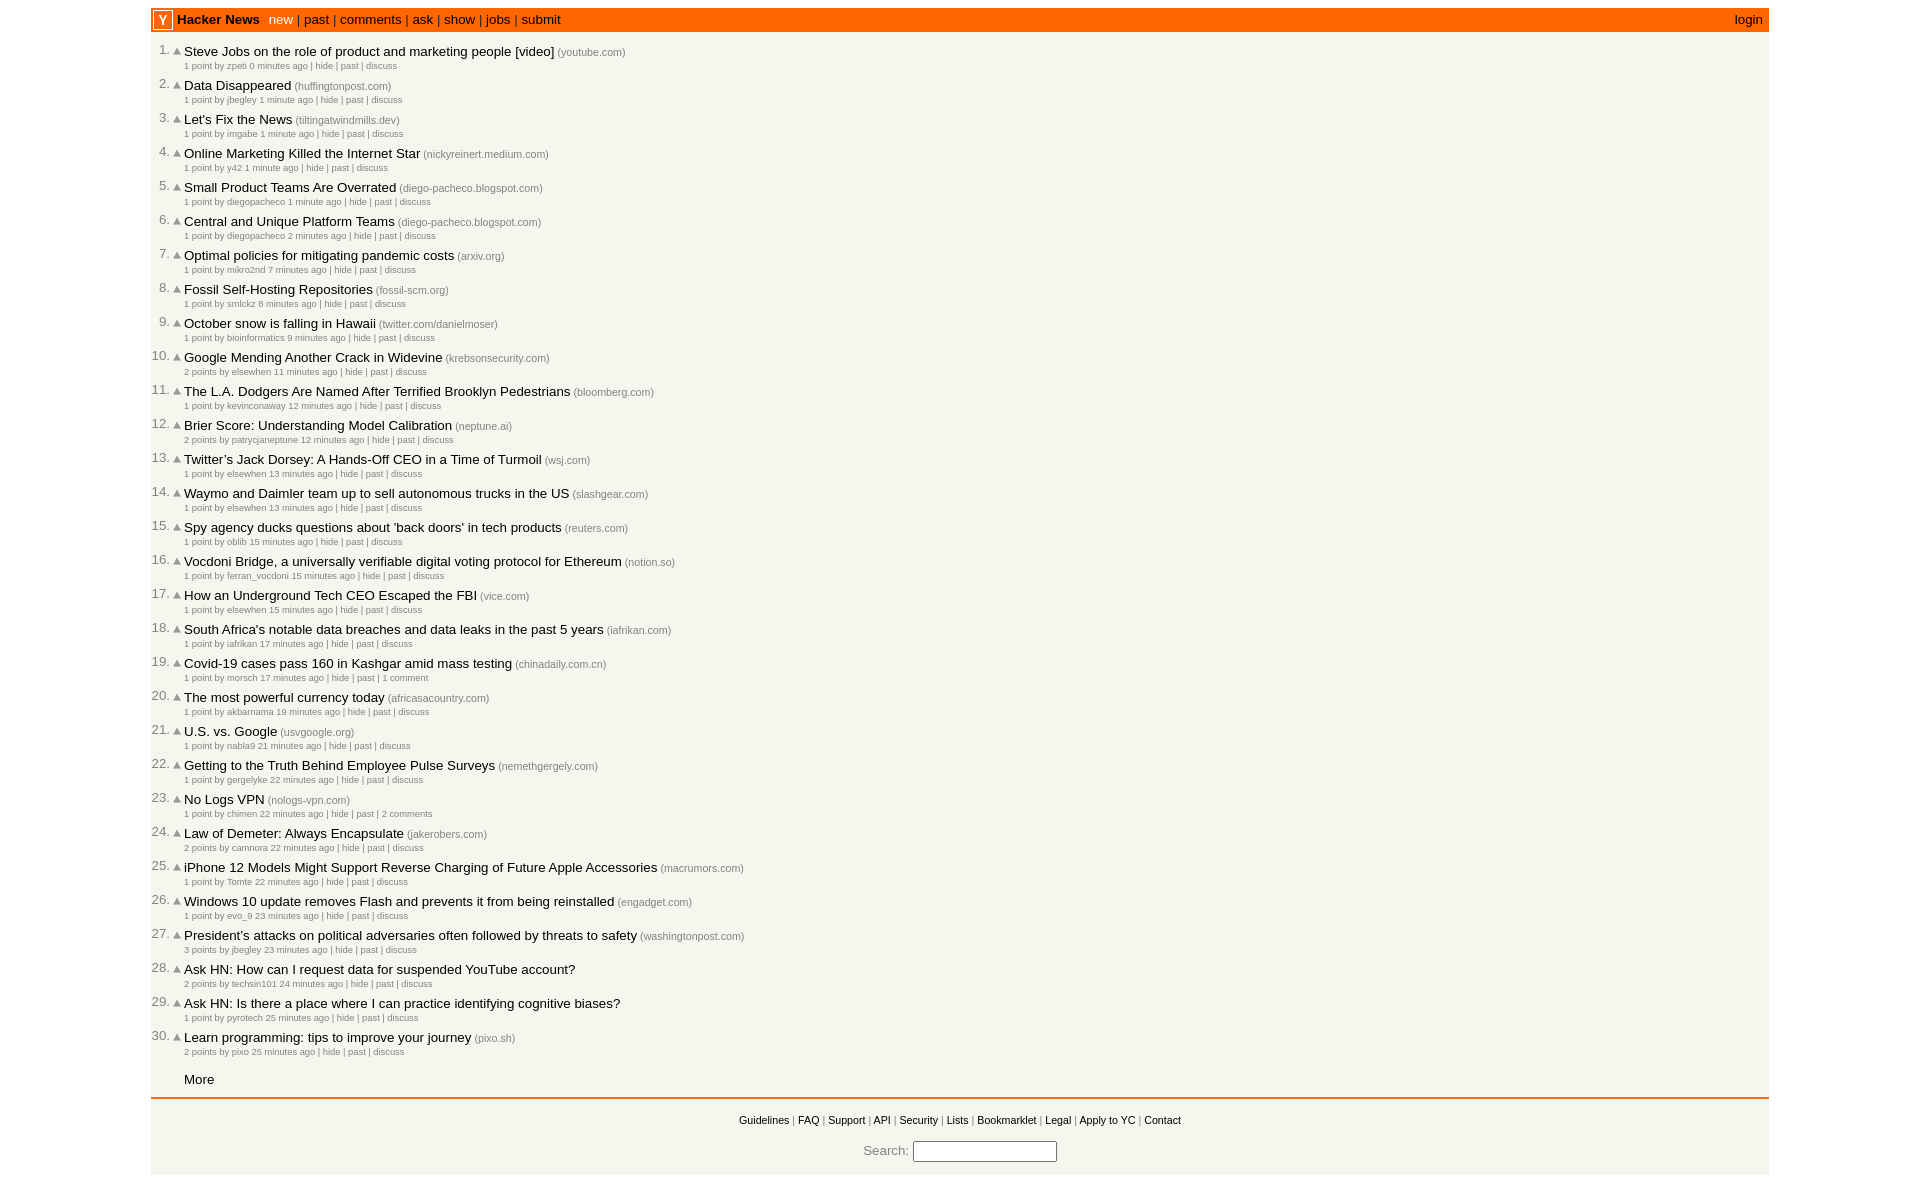 Y Hacker News new | past | comments | ask | show | jobs | submit login
1. Steve Jobs on the role of product and marketing people [video] (youtube.com)
1 point by zpeti 0 minutes ago | hide | past | discuss
2. Data Disappeared (huffingtonpost.com)
1 point by jbegley 1 minute ago | hide | past | discuss
3. Let's Fix the News (tiltingatwindmills.dev)
1 point by imgabe 1 minute ago | hide | past | discuss
4. Online Marketing Killed the Internet Star (nickyreinert.medium.com)
1 point by y42 1 minute ago | hide | past | discuss
5. Small Product Teams Are Overrated (diego-pacheco.blogspot.com)
1 point by diegopacheco 1 minute ago | hide | past | discuss
6. Central and Unique Platform Teams (diego-pacheco.blogspot.com)
1 point by diegopacheco 2 minutes ago | hide | past | discuss
7. Optimal policies for mitigating pandemic costs (arxiv.org)
1 point by mikro2nd 7 minutes ago | hide | past | discuss
8. Fossil Self-Hosting Repositories (fossil-scm.org)
1 point by smlckz 8 minutes ago | hide | past | discuss
9. October snow is falling in Hawaii (twitter.com/danielmoser)
1 point by bioinformatics 9 minutes ago | hide | past | discuss
10. Google Mending Another Crack in Widevine (krebsonsecurity.com)
2 points by elsewhen 11 minutes ago | hide | past | discuss
11. The L.A. Dodgers Are Named After Terrified Brooklyn Pedestrians (bloomberg.com)
1 point by kevinconaway 12 minutes ago | hide | past | discuss
12. Brier Score: Understanding Model Calibration (neptune.ai)
2 points by patrycjaneptune 12 minutes ago | hide | past | discuss
13. Twitter’s Jack Dorsey: A Hands-Off CEO in a Time of Turmoil (wsj.com)
1 point by elsewhen 13 minutes ago | hide | past | discuss
14. Waymo and Daimler team up to sell autonomous trucks in the US (slashgear.com)
1 point by elsewhen 13 minutes ago | hide | past | discuss
15. Spy agency ducks questions about 'back doors' in tech products (reuters.com)
1 point by oblib 15 minutes ago | hide | past | discuss
16. Vocdoni Bridge, a universally verifiable digital voting protocol for Ethereum (notion.so)
1 point by ferran_vocdoni 15 minutes ago | hide | past | discuss
17. How an Underground Tech CEO Escaped the FBI (vice.com)
1 point by elsewhen 15 minutes ago | hide | past | discuss
18. South Africa's notable data breaches and data leaks in the past 5 years (iafrikan.com)
1 point by iafrikan 17 minutes ago | hide | past | discuss
19. Covid-19 cases pass 160 in Kashgar amid mass testing (chinadaily.com.cn)
1 point by morsch 17 minutes ago | hide | past | 1 comment
20. The most powerful currency today (africasacountry.com)
1 point by akbarnama 19 minutes ago | hide | past | discuss
21. U.S. vs. Google (usvgoogle.org)
1 point by nabla9 21 minutes ago | hide | past | discuss
22. Getting to the Truth Behind Employee Pulse Surveys (nemethgergely.com)
1 point by gergelyke 22 minutes ago | hide | past | discuss
23. No Logs VPN (nologs-vpn.com)
1 point by chimen 22 minutes ago | hide | past | 2 comments
24. Law of Demeter: Always Encapsulate (jakerobers.com)
2 points by camnora 22 minutes ago | hide | past | discuss
25. iPhone 12 Models Might Support Reverse Charging of Future Apple Accessories (macrumors.com)
1 point by Tomte 22 minutes ago | hide | past | discuss
26. Windows 10 update removes Flash and prevents it from being reinstalled (engadget.com)
1 point by evo_9 23 minutes ago | hide | past | discuss
27. President’s attacks on political adversaries often followed by threats to safety (washingtonpost.com)
3 points by jbegley 23 minutes ago | hide | past | discuss
28. Ask HN: How can I request data for suspended YouTube account?
2 points by techsin101 24 minutes ago | hide | past | discuss
29. Ask HN: Is there a place where I can practice identifying cognitive biases?
1 point by pyrotech 25 minutes ago | hide | past | discuss
30. Learn programming: tips to improve your journey (pixo.sh)
2 points by pixo 25 minutes ago | hide | past | discuss
More
Guidelines | FAQ | Support | API | Security | Lists | Bookmarklet | Legal | Apply to YC | Contact
Search: